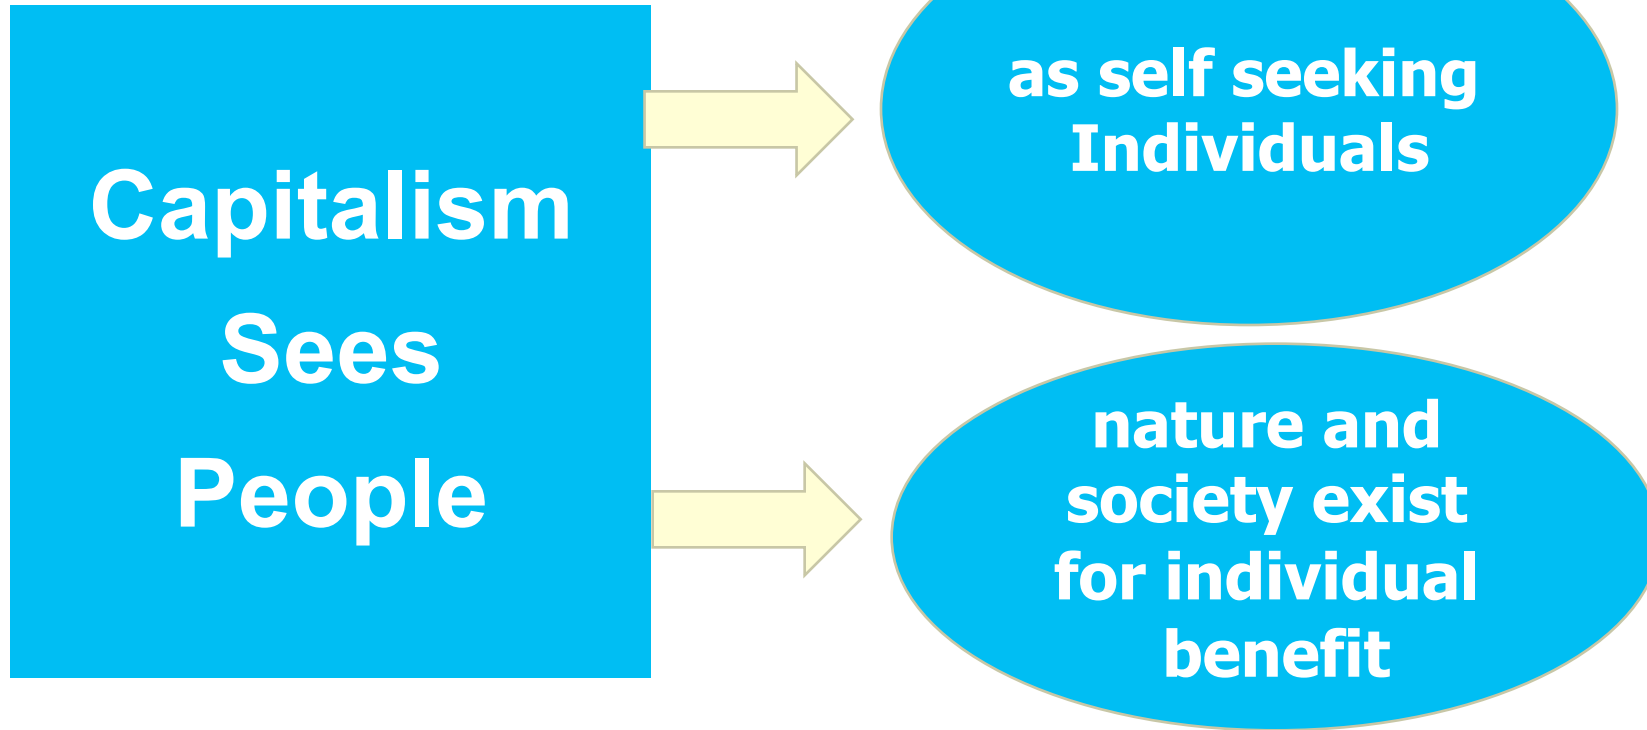 Capitalism
Sees
People
as self seeking
Individuals
nature and
society exist
for individual
benefit